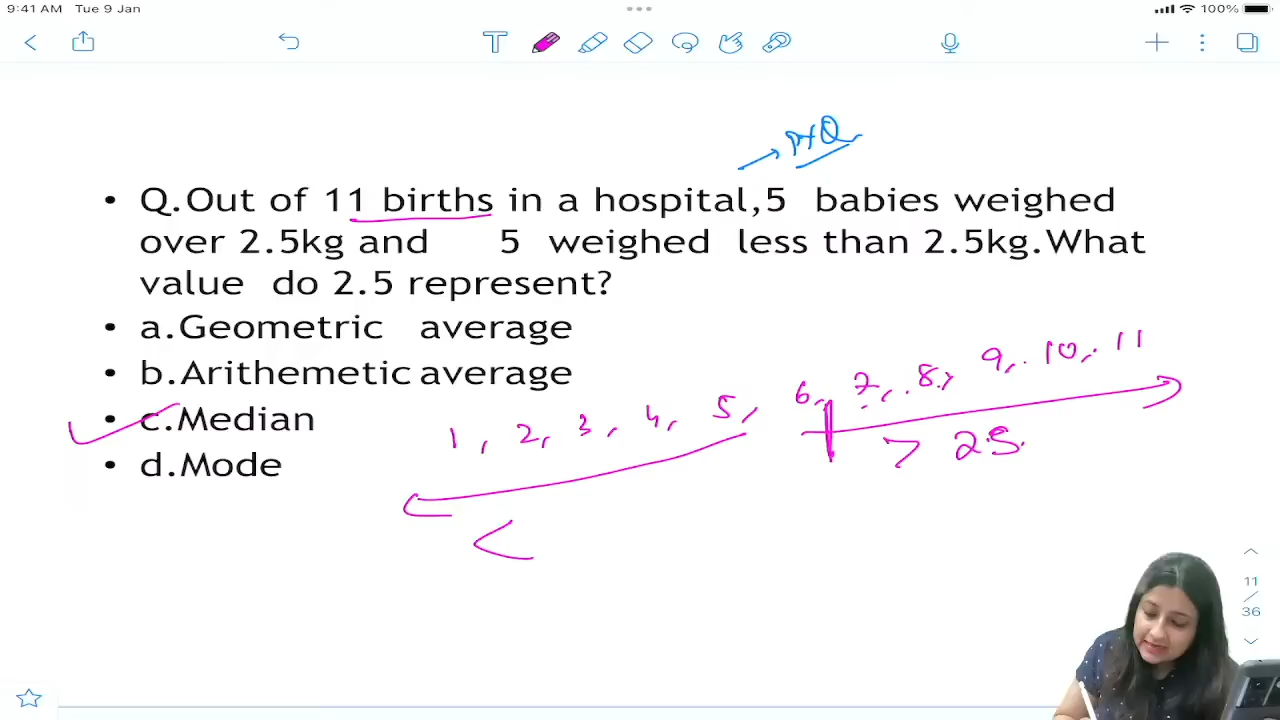 9:41 AM Tue 9 Jan
100%
T
PYQ
• Q.Out of 11 births in a hospital,5 babies weighed
over 2.5kg and 5 weighed less than 2.5kg.What
value do 2.5 represent?
• a.Geometric average
• b.Arithemetic average
• c.Median
• d.Mode
1, 2, 3, 4, 5, 6, 7, 8, 9, 10, 11
> 2.5
<
11
/
36